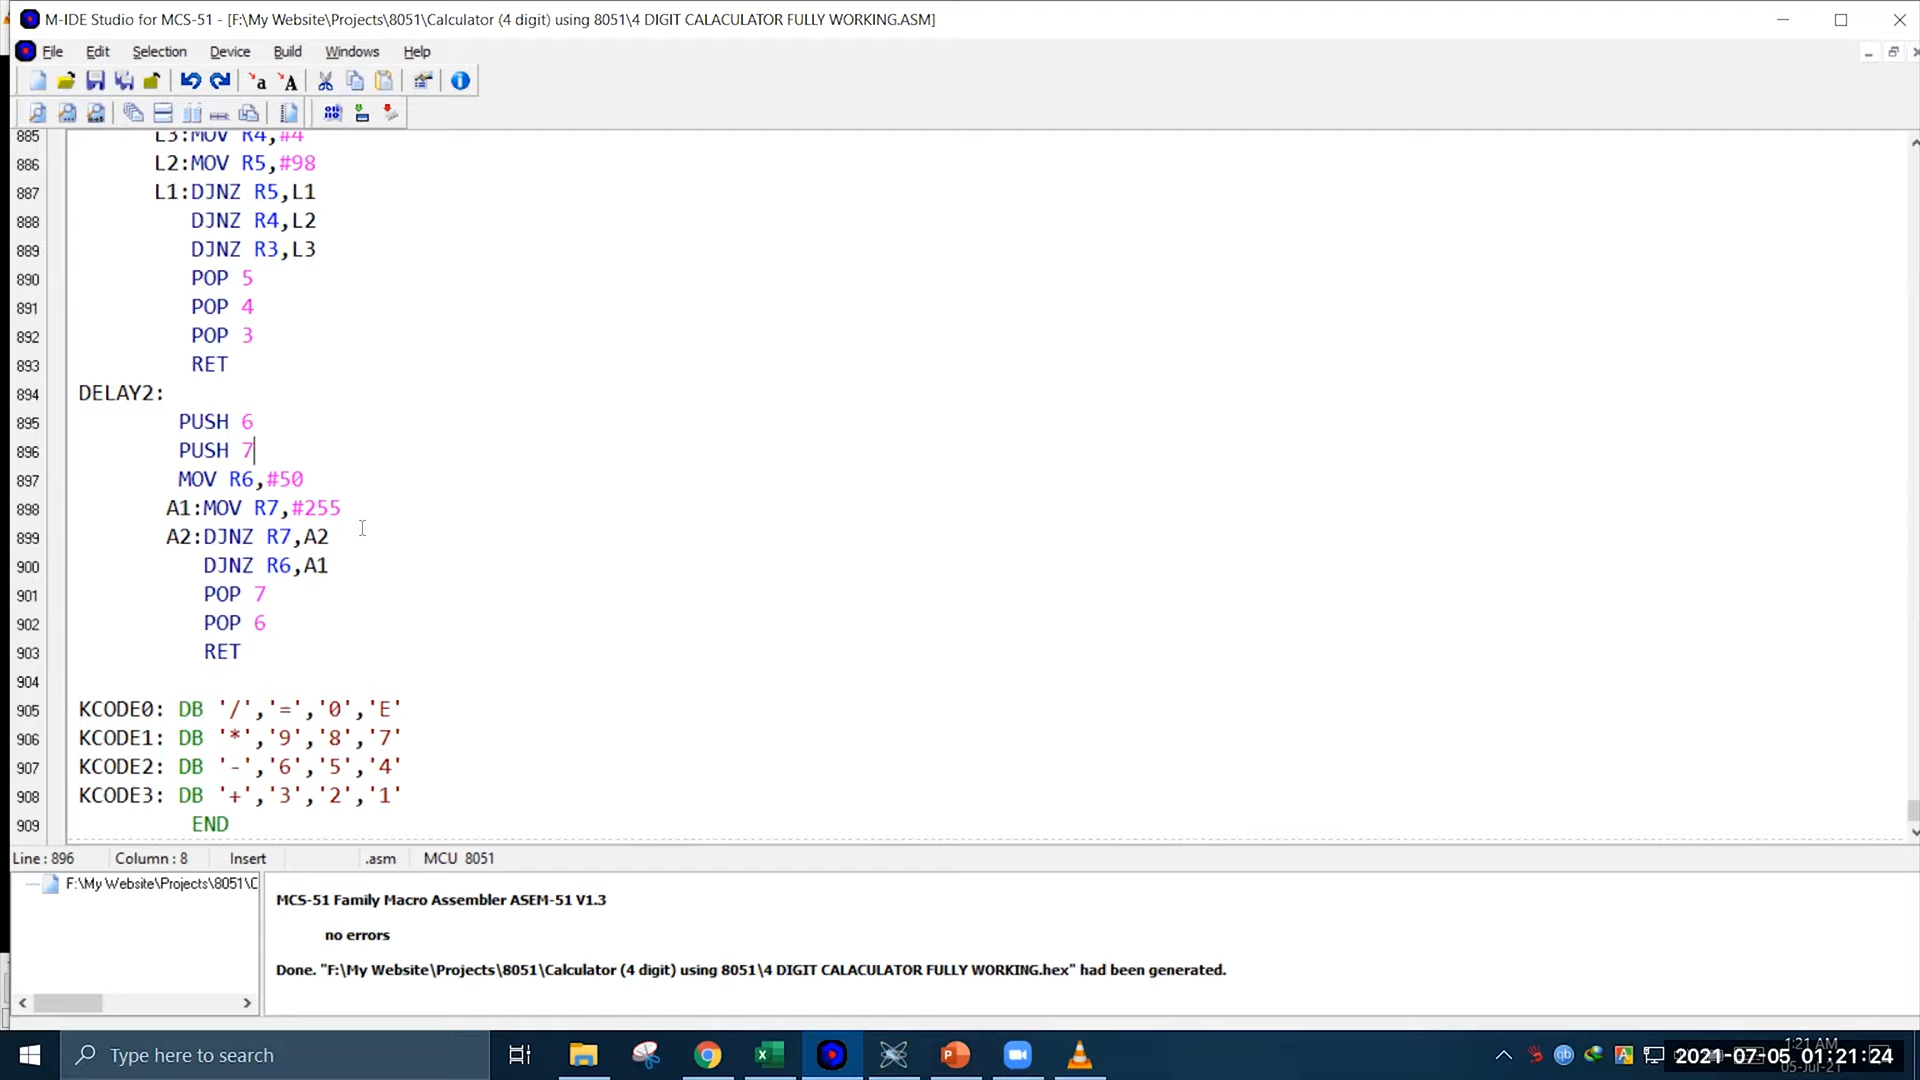 M-IDE Studio for MCS-51 - [F:\My Website\Projects\8051\Calculator (4 digit) using 8051\4 DIGIT CALACULATOR FULLY WORKING.ASM]
File Edit Selection Device Build Windows Help
885 L3:MOV R4,#4
886 L2:MOV R5,#98
887 L1:DJNZ R5,L1
888 DJNZ R4,L2
889 DJNZ R3,L3
890 POP 5
891 POP 4
892 POP 3
893 RET
894 DELAY2:
895 PUSH 6
896 PUSH 7
897 MOV R6,#50
898 A1:MOV R7,#255
899 A2:DJNZ R7,A2
900 DJNZ R6,A1
901 POP 7
902 POP 6
903 RET
904
905 KCODE0: DB '/','=','0','E'
906 KCODE1: DB '*','9','8','7'
907 KCODE2: DB '-','6','5','4'
908 KCODE3: DB '+','3','2','1'
909 END
Line : 896 Column : 8 Insert .asm MCU 8051
F:\My Website\Projects\8051\C
MCS-51 Family Macro Assembler ASEM-51 V1.3
no errors
Done. "F:\My Website\Projects\8051\Calculator (4 digit) using 8051\4 DIGIT CALACULATOR FULLY WORKING.hex" had been generated.
Type here to search
1:21 AM
2021-07-05 01:21:24
05-Jul-21